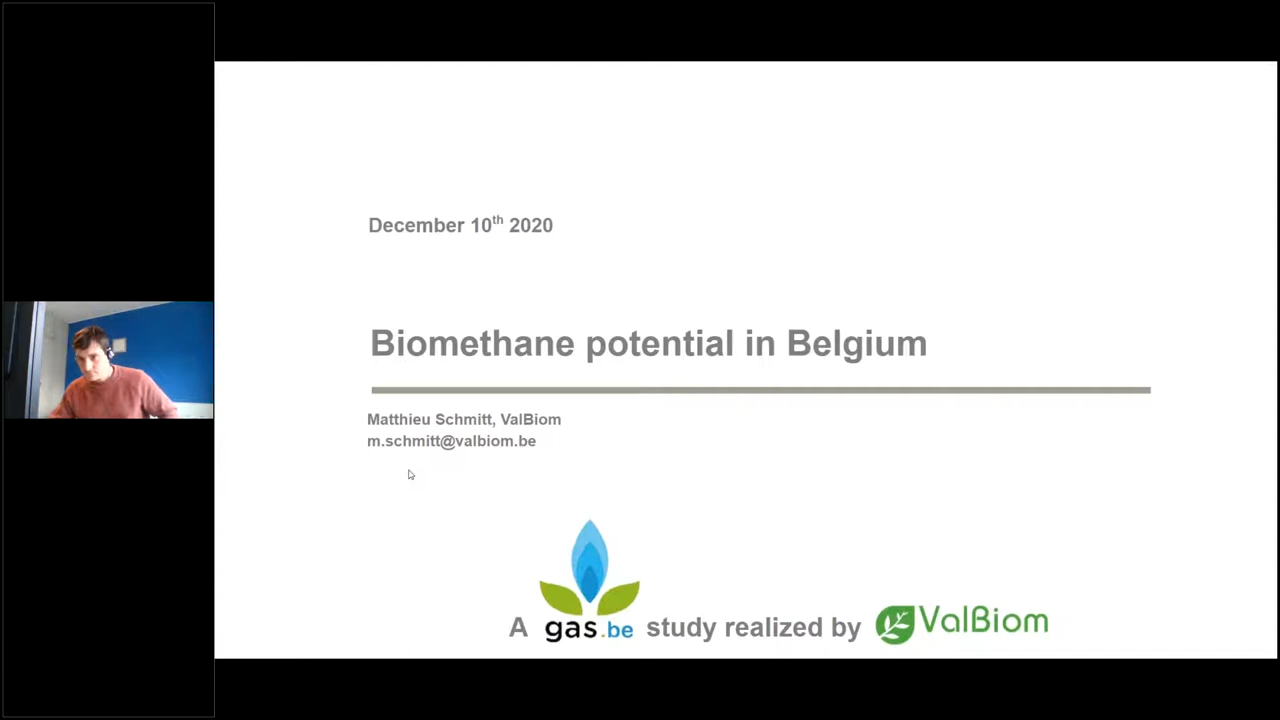 December 10th 2020
Biomethane potential in Belgium
Matthieu Schmitt, ValBiom
m.schmitt@valbiom.be
A gas.be study realized by ValBiom